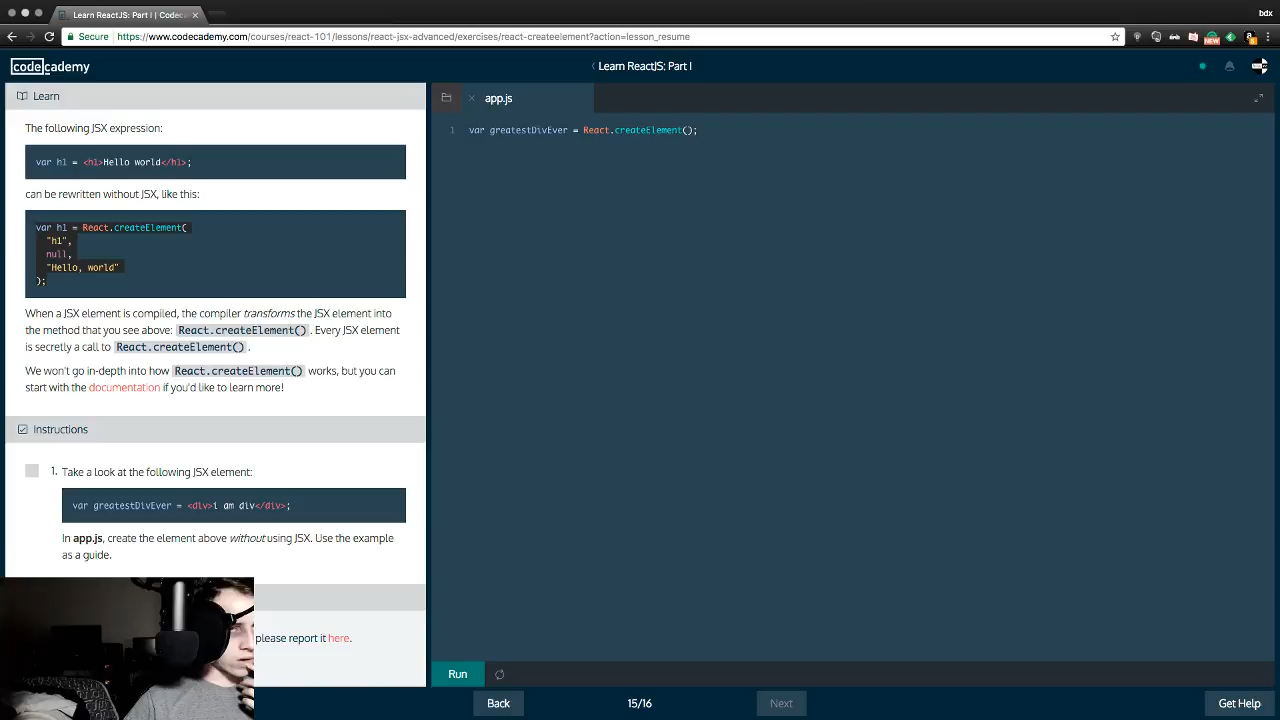 Learn ReactJS: Part I | Codec
bdx
Secure
https://www.codecademy.com/courses/react-101/lessons/react-jsx-advanced/exercises/react-createelement?action=lesson_resume
codecademy
Learn ReactJS: Part I
Learn
The following JSX expression:
var h1 = <h1>Hello world</h1>;
can be rewritten without JSX, like this:
var h1 = React.createElement(
"h1",
null,
"Hello, world"
);
When a JSX element is compiled, the compiler transforms the JSX element into
the method that you see above: React.createElement(). Every JSX element
is secretly a call to React.createElement().
We won't go in-depth into how React.createElement() works, but you can
start with the documentation if you'd like to learn more!
Instructions
1. Take a look at the following JSX element:
var greatestDivEver = <div>i am div</div>;
In app.js, create the element above without using JSX. Use the example
as a guide.
please report it here.
app.js
1 var greatestDivEver = React.createElement();
Run
Back
15/16
Next
Get Help